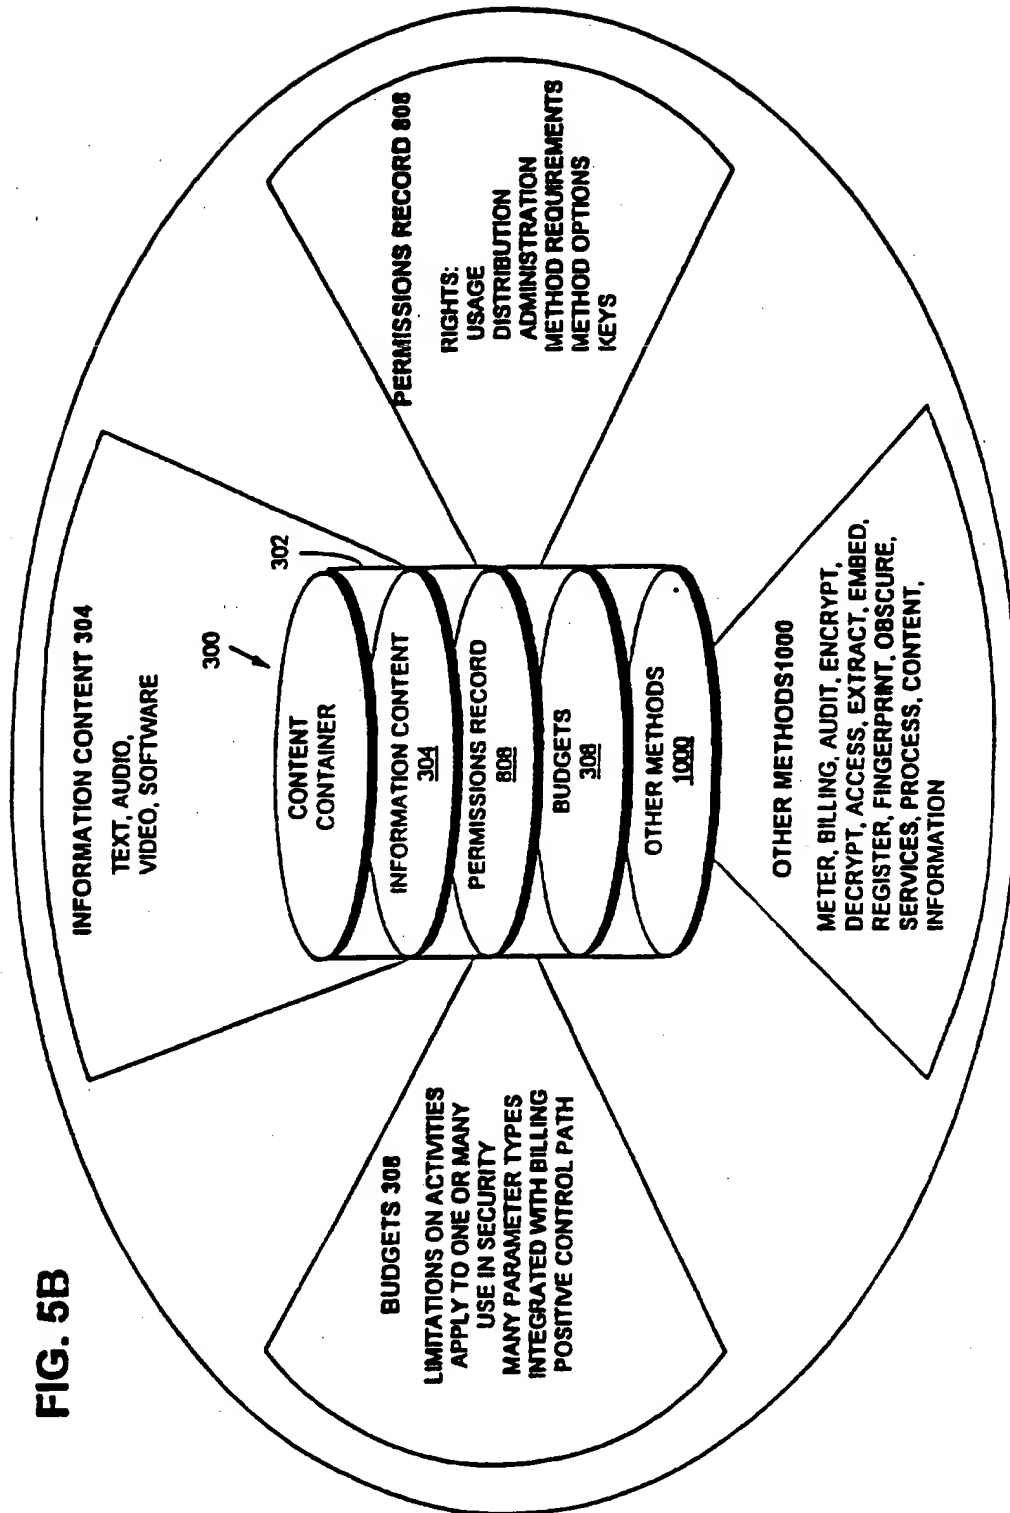 FIG. 5B
INFORMATION CONTENT 304
TEXT, AUDIO,
VIDEO, SOFTWARE
BUDGETS 308
LIMITATIONS ON ACTIVITIES
APPLY TO ONE OR MANY
USE IN SECURITY
MANY PARAMETER TYPES
INTEGRATED WITH BILLING
POSITIVE CONTROL PATH
300
302
CONTENT
CONTAINER
INFORMATION CONTENT
304
PERMISSIONS RECORD
808
BUDGETS
308
OTHER METHODS
1000
PERMISSIONS RECORD 808
RIGHTS:
USAGE
DISTRIBUTION
ADMINISTRATION
METHOD REQUIREMENTS
METHOD OPTIONS
KEYS
OTHER METHODS1000
METER, BILLING, AUDIT, ENCRYPT,
DECRYPT, ACCESS, EXTRACT, EMBED,
REGISTER, FINGERPRINT, OBSCURE,
SERVICES, PROCESS, CONTENT,
INFORMATION